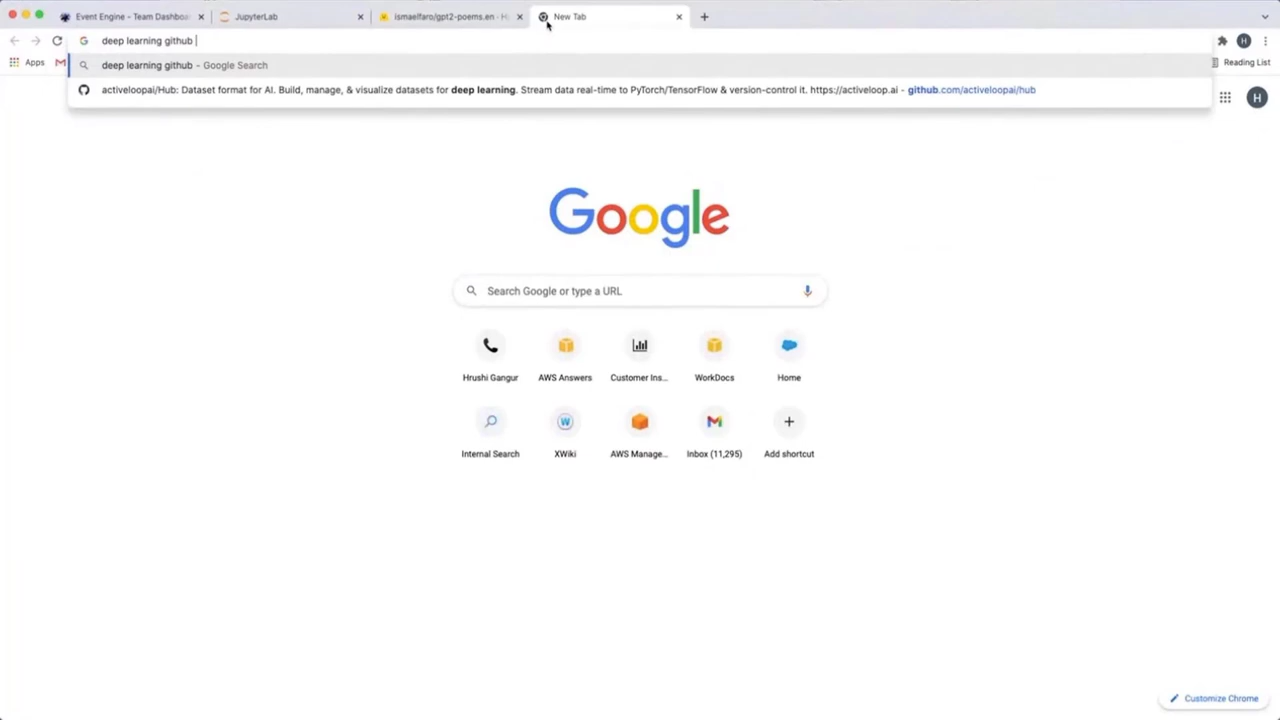 Event Engine - Team Dashboa
JupyterLab
ismaelfaro/gpt2-poems.en · H
New Tab
deep learning github
Apps
Reading List
deep learning github - Google Search
activeloopai/Hub: Dataset format for AI. Build, manage, & visualize datasets for deep learning. Stream data real-time to PyTorch/TensorFlow & version-control it. https://activeloop.ai - github.com/activeloopai/hub
H
H
Google
Search Google or type a URL
Hrushi Gangur
AWS Answers
Customer Ins...
WorkDocs
Home
Internal Search
XWiki
AWS Manage...
Inbox (11,295)
Add shortcut
Customize Chrome